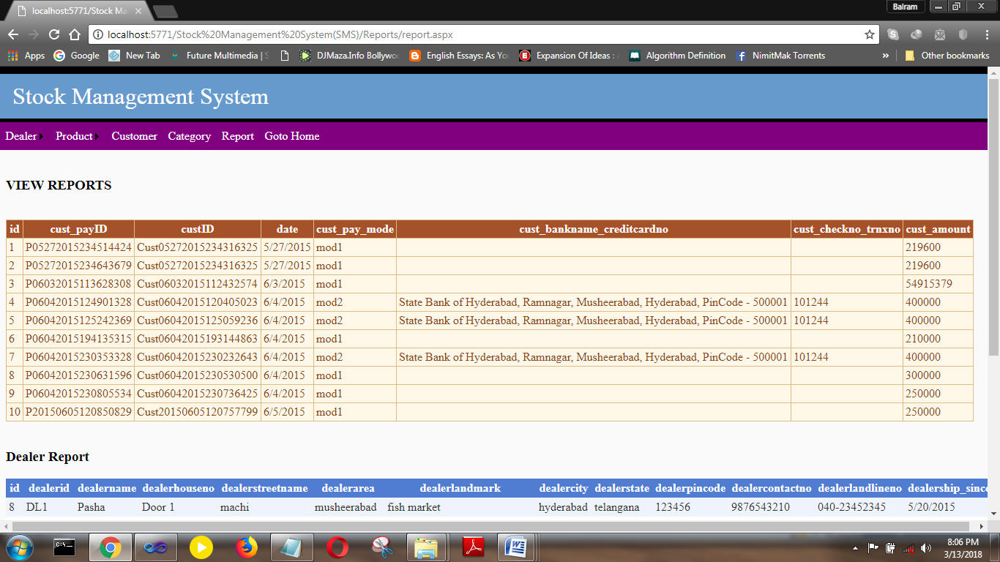 localhost:5771/Stock Ma
Balram
localhost:5771/Stock%20Management%20System(SMS)/Reports/report.aspx
Apps Google New Tab Future Multimedia | S DJMaza.Info Bollywo English Essays: As Yo Expansion Of Ideas : Algorithm Definition NimitMak Torrents » Other bookmarks
Stock Management System
Dealer Product Customer Category Report Goto Home
VIEW REPORTS
id cust_payID custID date cust_pay_mode cust_bankname_creditcardno cust_checkno_trnxno cust_amount
1 P05272015234514424 Cust05272015234316325 5/27/2015 mod1 219600
2 P05272015234643679 Cust05272015234316325 5/27/2015 mod1 219600
3 P06032015113628308 Cust06032015112432574 6/3/2015 mod1 54915379
4 P06042015124901328 Cust06042015120405023 6/4/2015 mod2 State Bank of Hyderabad, Ramnagar, Musheerabad, Hyderabad, PinCode - 500001 101244 400000
5 P06042015125242369 Cust06042015125059236 6/4/2015 mod2 State Bank of Hyderabad, Ramnagar, Musheerabad, Hyderabad, PinCode - 500001 101244 400000
6 P06042015194135315 Cust06042015193144863 6/4/2015 mod1 210000
7 P06042015230353328 Cust06042015230232643 6/4/2015 mod2 State Bank of Hyderabad, Ramnagar, Musheerabad, Hyderabad, PinCode - 500001 101244 400000
8 P06042015230631596 Cust06042015230530500 6/4/2015 mod1 300000
9 P06042015230805534 Cust06042015230736425 6/4/2015 mod1 250000
10 P20150605120850829 Cust20150605120757799 6/5/2015 mod1 250000
Dealer Report
id dealerid dealername dealerhouseno dealerstreetname dealerarea dealerlandmark dealercity dealerstate dealerpincode dealercontactno dealerlandlineno dealership_since
8 DL1 Pasha Door 1 machi musheerabad fish market hyderabad telangana 123456 9876543210 040-23452345 5/20/2015
8:06 PM
3/13/2018